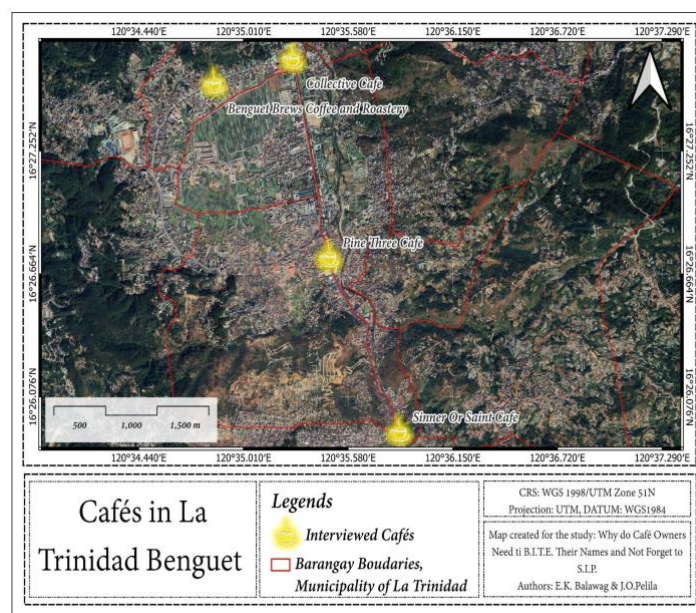 120°34.440'E 120°35.010'E 120°35.580'E 120°36.150'E 120°36.720'E 120°37.290'E
Collective Cafe
Benguet Brews Coffee and Roastery
16°27.252'N 16°27.252'N
Pine Three Cafe
16°26.664'N 16°26.664'N
16°26.076'N 16°26.076'N
Sinner Or Saint Cafe
500 1,000 1,500 m
120°34.440'E 120°35.010'E 120°35.580'E 120°36.150'E 120°36.720'E 120°37.290'E
Cafés in La
Trinidad Benguet
Legends
Interviewed Cafés
Barangay Boudaries,
Municipality of La Trinidad
CRS: WGS 1998/UTM Zone 51N
Projection: UTM, DATUM: WGS1984
Map created for the study: Why do Café Owners
Need ti B.I.T.E. Their Names and Not Forget to
S.I.P.
Authors: E.K. Balawag & J.O.Pelila